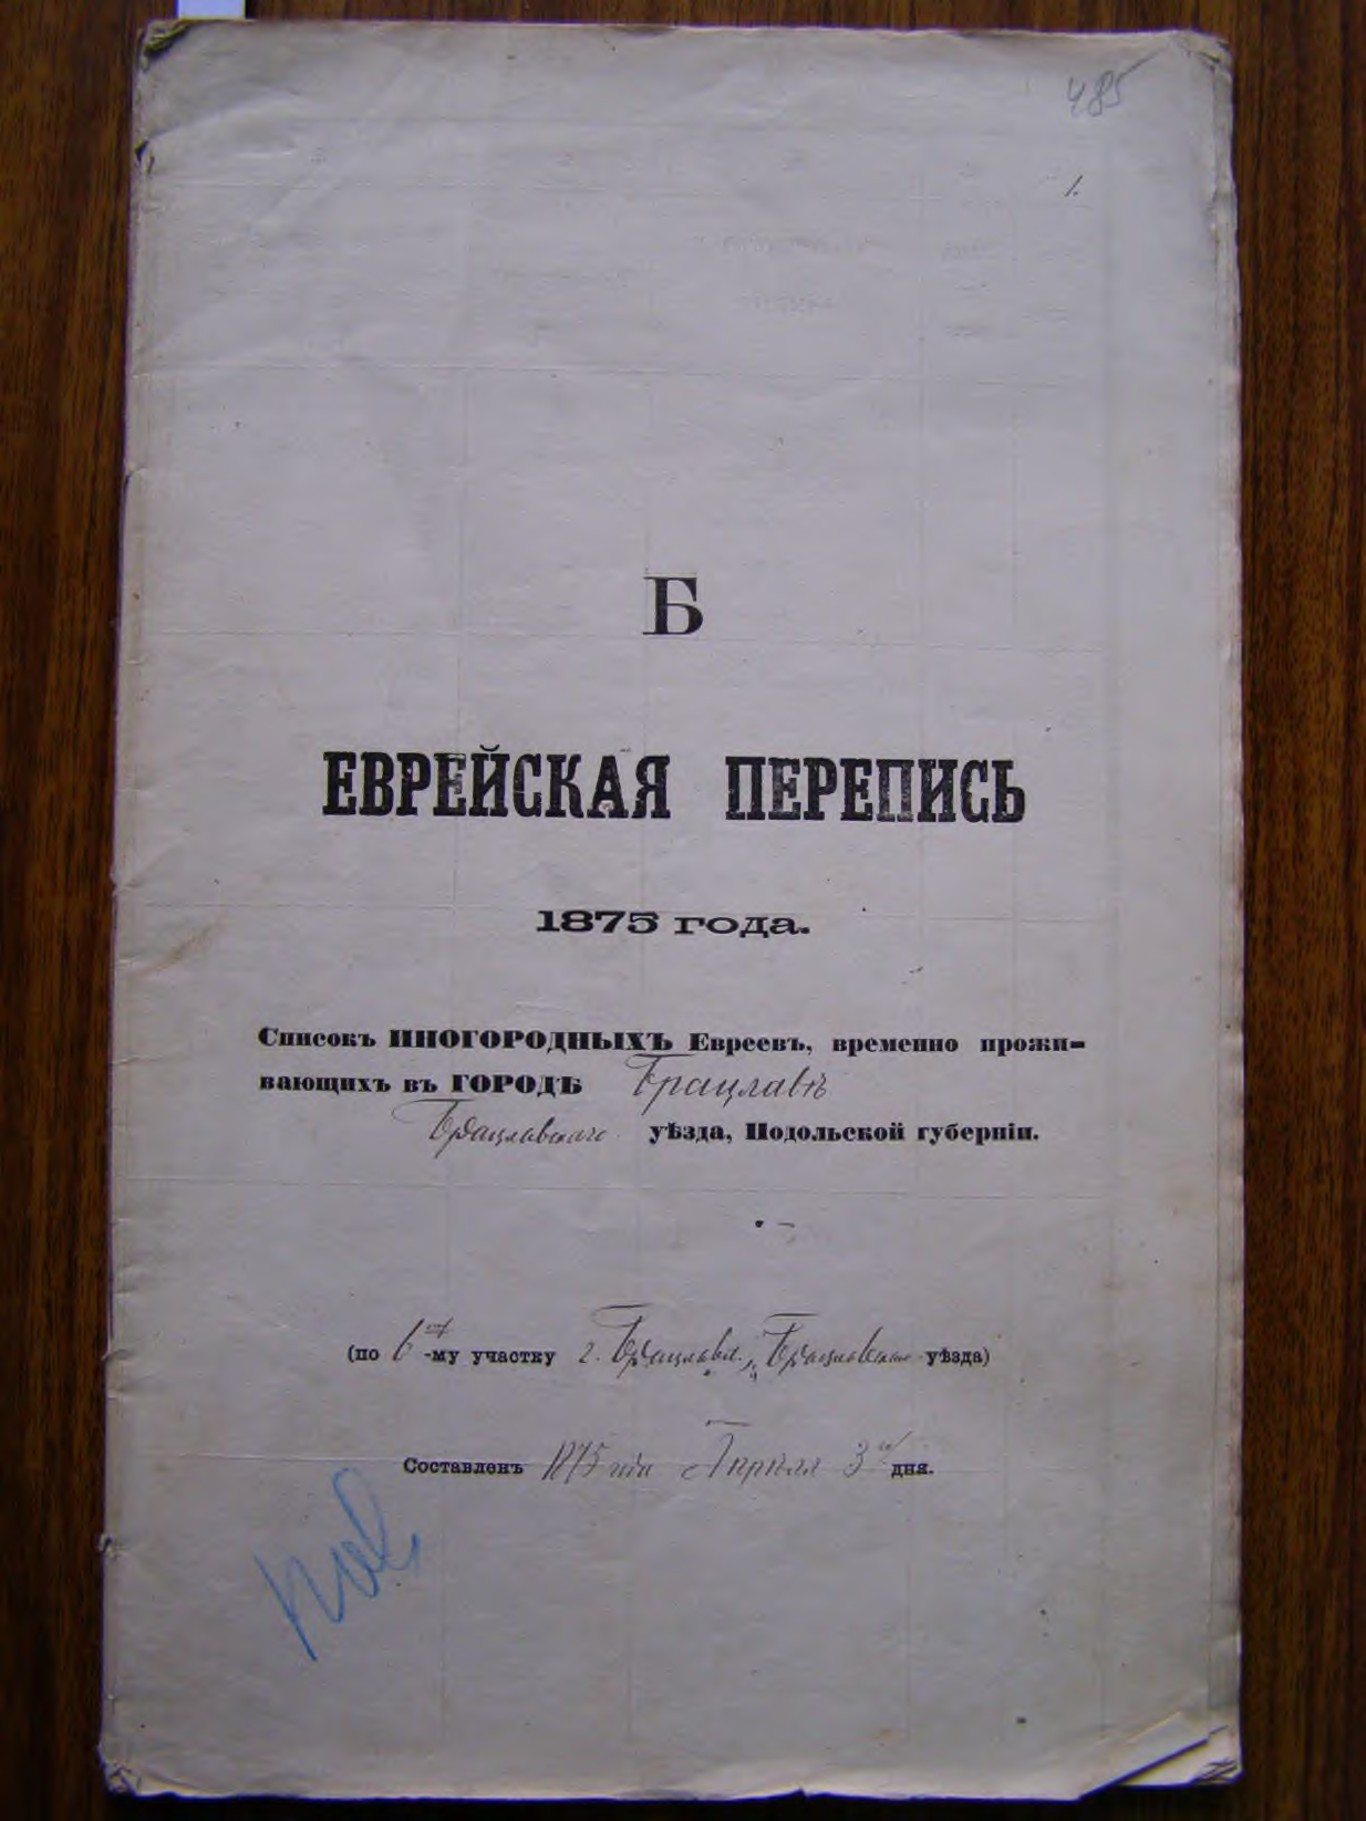 485
1.
Б
ЕВРЕЙСКАЯ ПЕРЕПИСЬ
1875 года.
Списокъ ИНОГОРОДНЫХЪ Евреевъ, временно прожи-
вающихъ въ ГОРОДѢ Брацлавѣ
Брацлавскаго уѣзда, Подольской губерніи.
(по 6 -му участку г. Брацлава, Брацлавскаго уѣзда)
Составленъ 1875 года Апрѣля 3го дня.